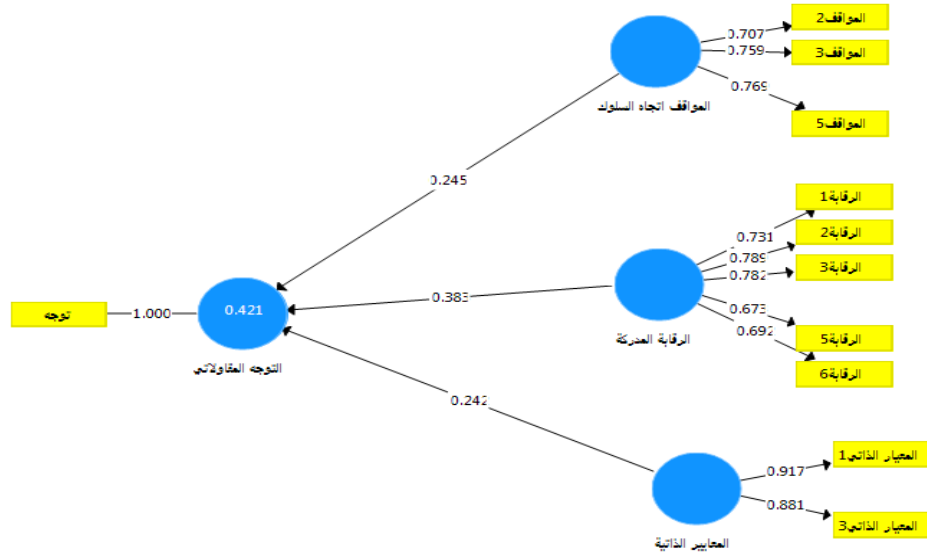 المواقف2
0.707
المواقف3
0.759
0.769
المواقف5
المواقف اتجاه السلوك
0.245
الرقابة1
0.731
الرقابة2
0.789
الرقابة3
0.782
0.673
الرقابة5
0.692
الرقابة6
الرقابة المدركة
0.383
توجه
1.000
0.421
التوجه المقاولاتي
0.242
المعيار الذاتي1
0.917
0.881
المعيار الذاتي3
المعايير الذاتية